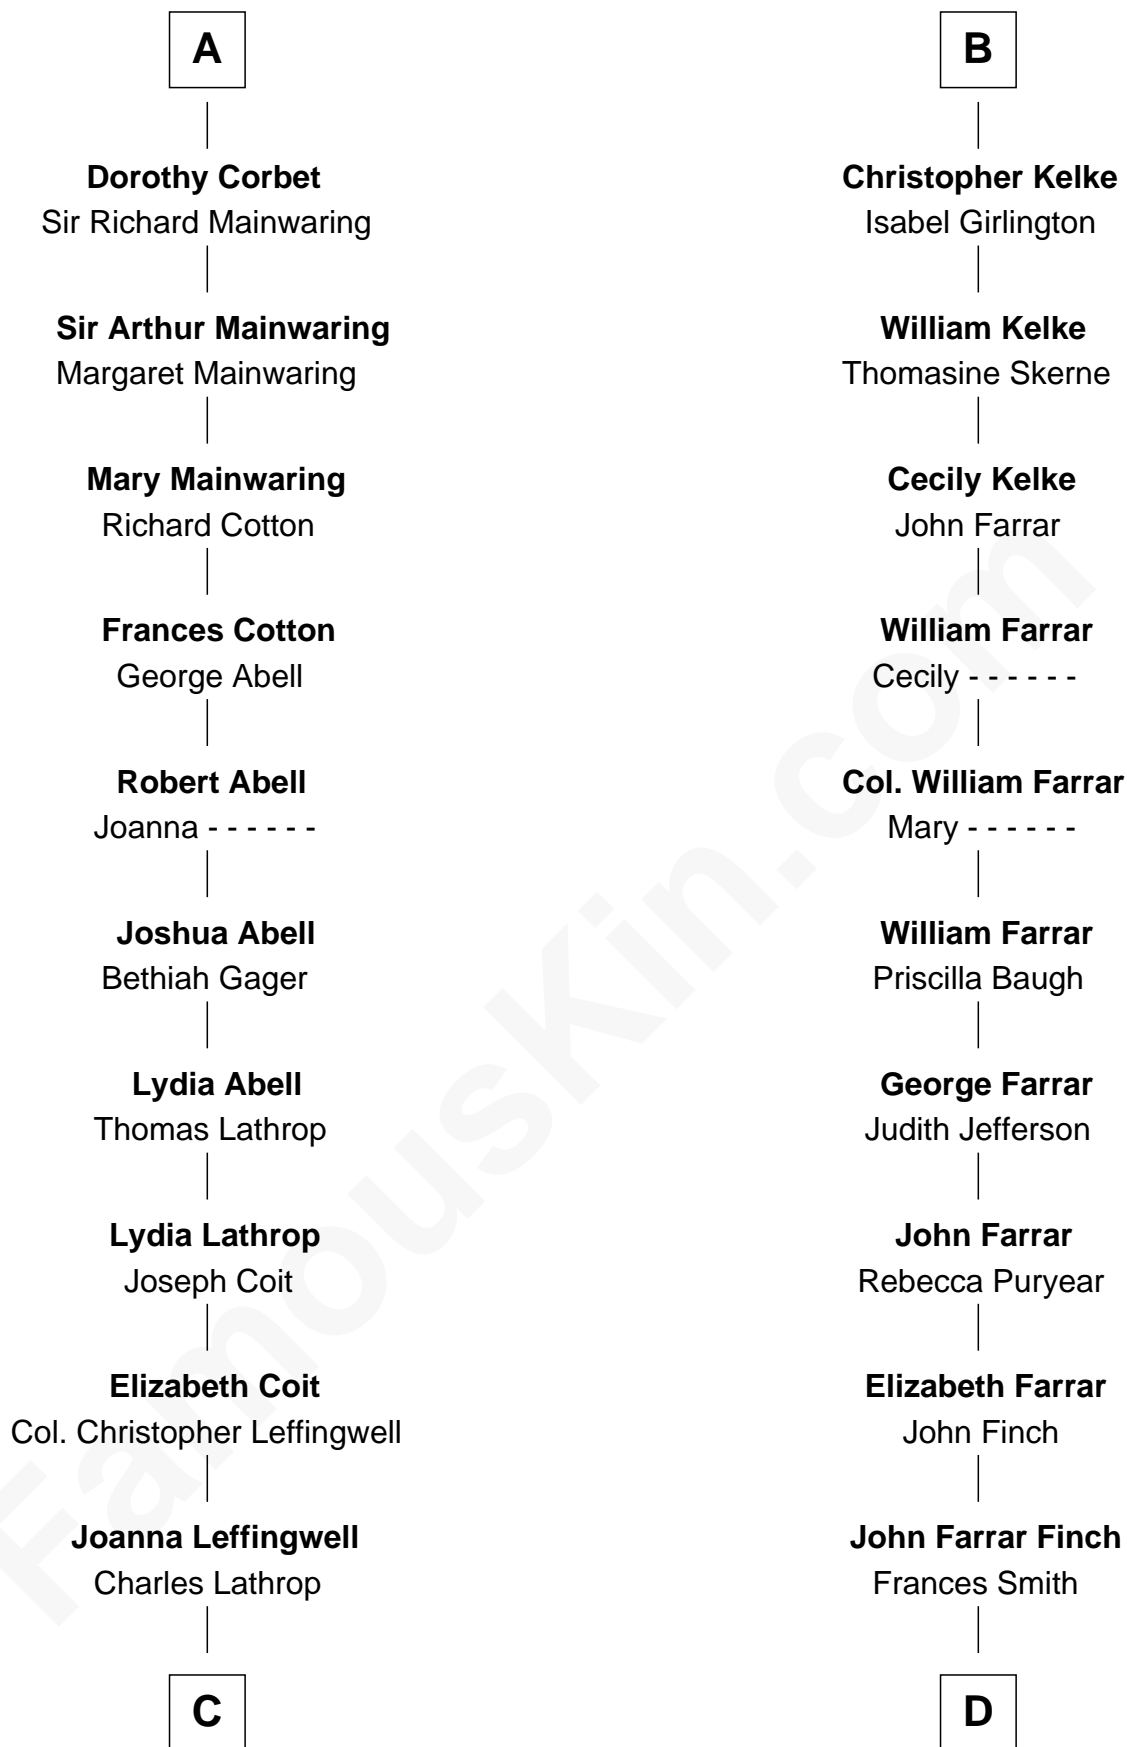 A
Dorothy Corbet
Sir Richard Mainwaring
Sir Arthur Mainwaring
Margaret Mainwaring
Mary Mainwaring
Richard Cotton
Frances Cotton
George Abell
Robert Abell
Joanna - - - - - -
Joshua Abell
Bethiah Gager
Lydia Abell
Thomas Lathrop
Lydia Lathrop
Joseph Coit
Elizabeth Coit
Col. Christopher Leffingwell
Joanna Leffingwell
Charles Lathrop
C
B
Christopher Kelke
Isabel Girlington
William Kelke
Thomasine Skerne
Cecily Kelke
John Farrar
William Farrar
Cecily - - - - - -
Col. William Farrar
Mary - - - - - -
William Farrar
Priscilla Baugh
George Farrar
Judith Jefferson
John Farrar
Rebecca Puryear
Elizabeth Farrar
John Finch
John Farrar Finch
Frances Smith
D
FamousKin.com